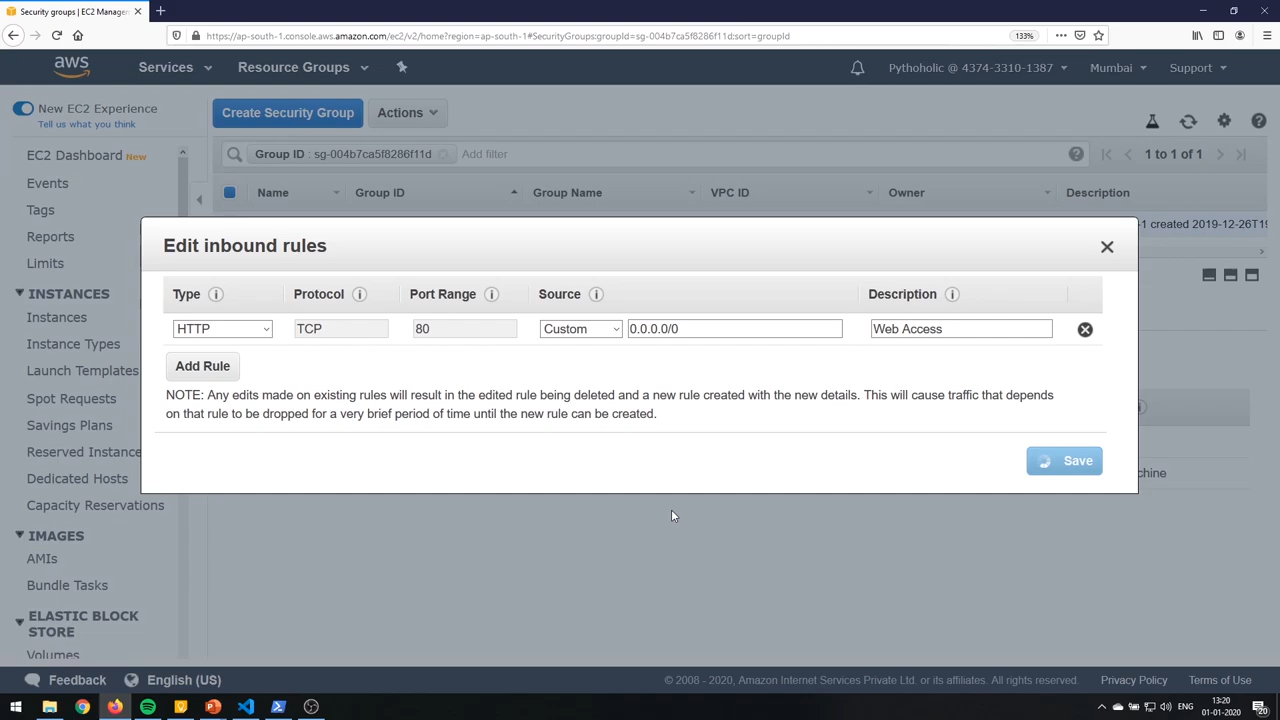 Security groups | EC2 Manager
https://ap-south-1.console.aws.amazon.com/ec2/v2/home?region=ap-south-1#SecurityGroups:groupId=sg-004b7ca5f8286f11d;sort=groupId
133%
aws
Services
Resource Groups
Pythoholic @ 4374-3310-1387
Mumbai
Support
New EC2 Experience
Tell us what you think
Create Security Group
Actions
EC2 Dashboard New
Events
Tags
Reports
Limits
INSTANCES
Instances
Instance Types
Launch Templates
Spot Requests
Savings Plans
Reserved Instance
Dedicated Hosts
Capacity Reservations
IMAGES
AMIs
Bundle Tasks
ELASTIC BLOCK
STORE
Volumes
Group ID : sg-004b7ca5f8286f11d
Add filter
1 to 1 of 1
Name
Group ID
Group Name
VPC ID
Owner
Description
-1 created 2019-12-26T19
Edit inbound rules
Type
Protocol
Port Range
Source
Description
HTTP
TCP
80
Custom
0.0.0.0/0
Web Access
Add Rule
NOTE: Any edits made on existing rules will result in the edited rule being deleted and a new rule created with the new details. This will cause traffic that depends
on that rule to be dropped for a very brief period of time until the new rule can be created.
Save
chine
Feedback
English (US)
© 2008 - 2020, Amazon Internet Services Private Ltd. or its affiliates. All rights reserved.
Privacy Policy
Terms of Use
ENG
13:20
01-01-2020
20